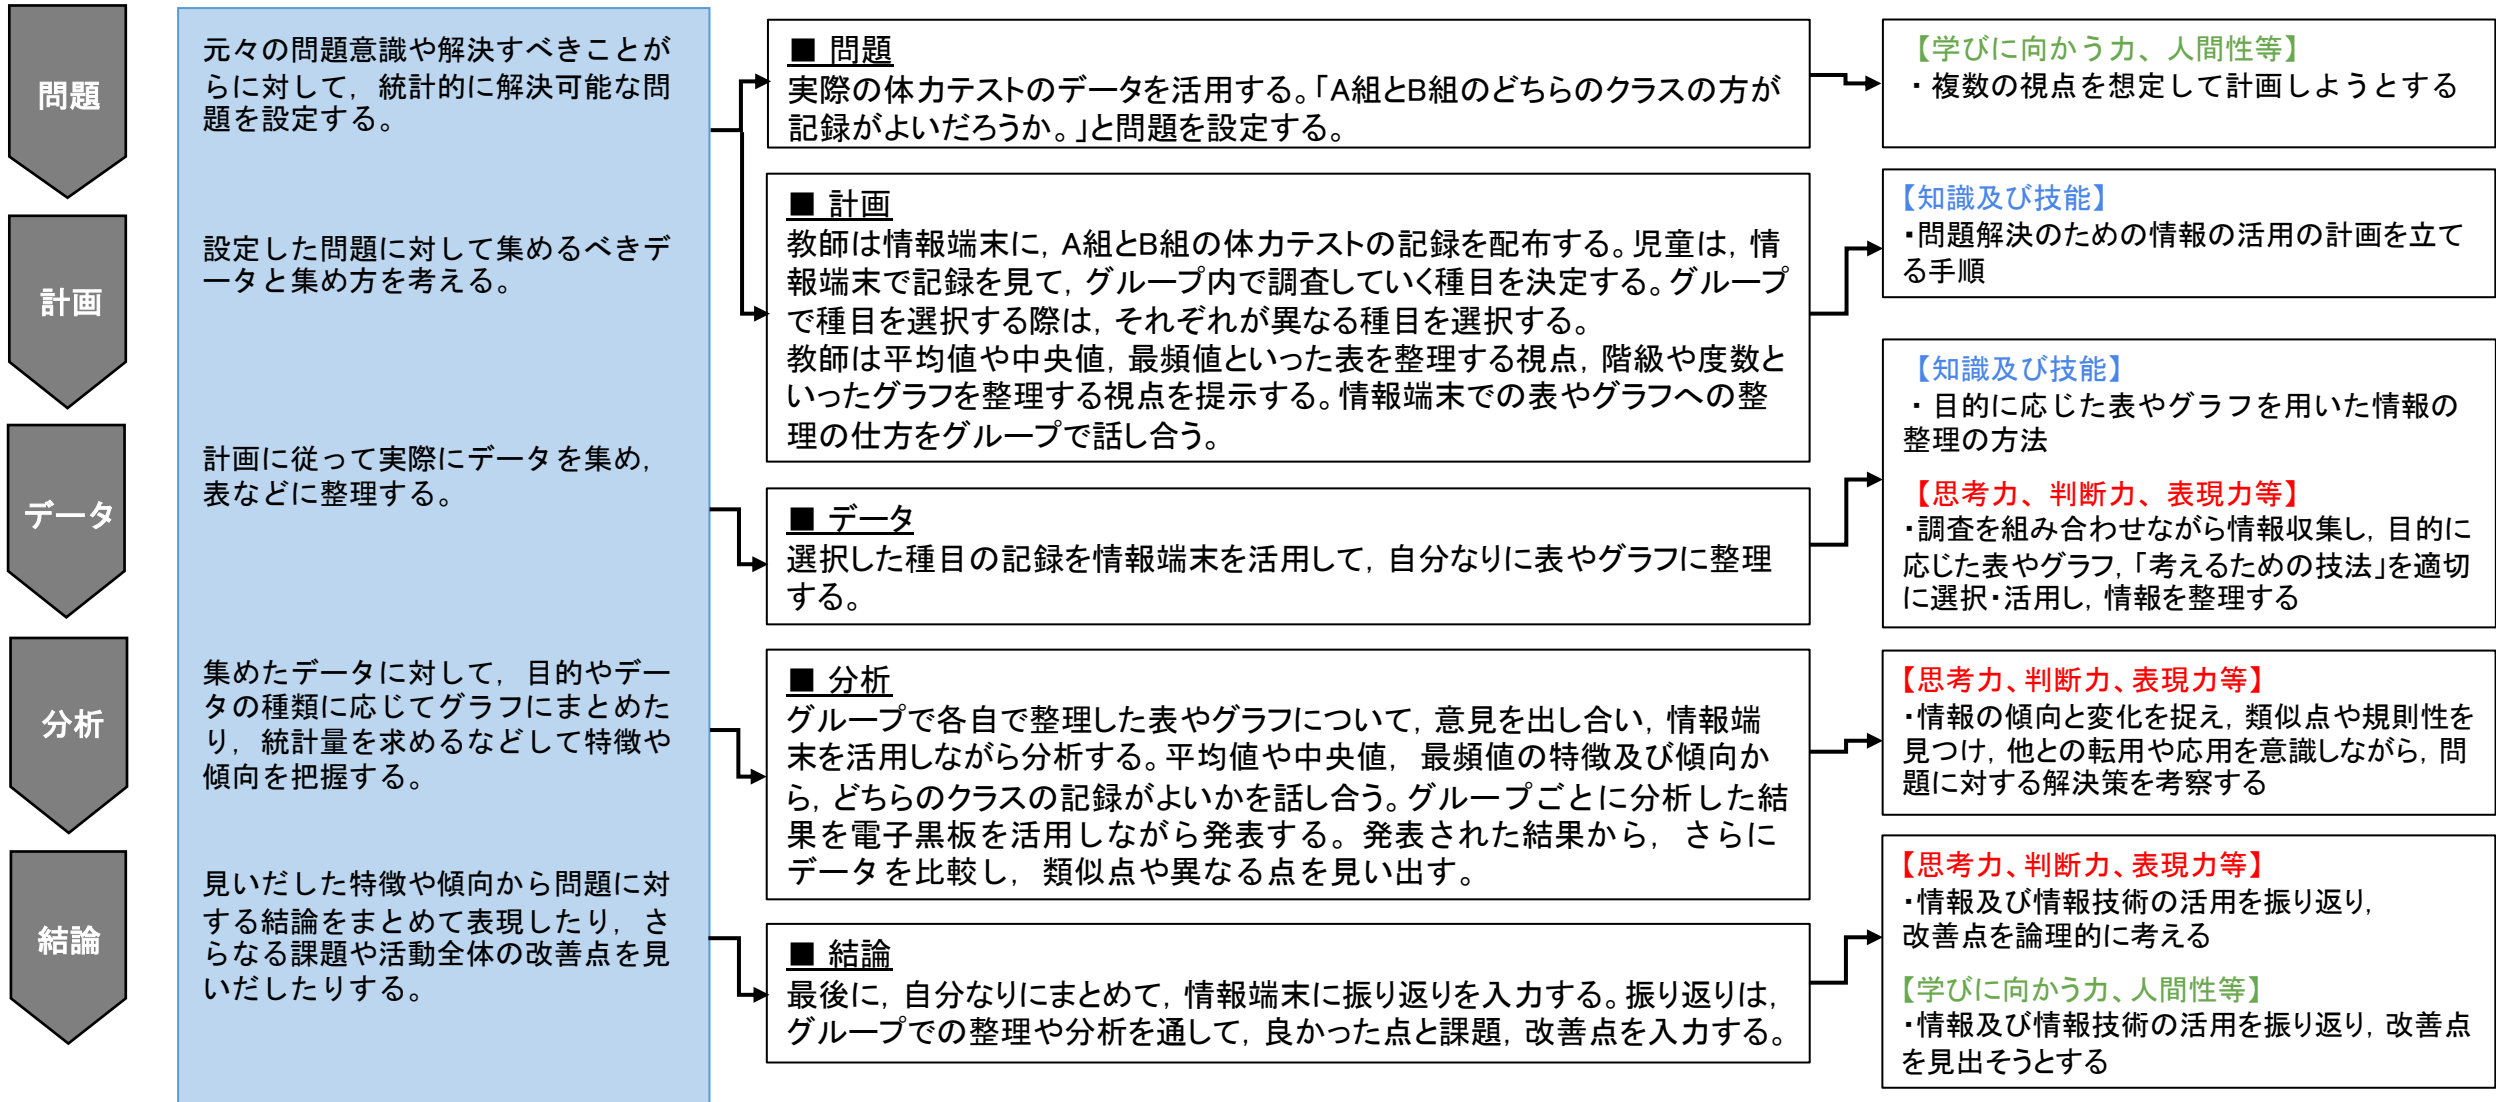 問題
元々の問題意識や解決すべきことが
らに対して，統計的に解決可能な問
題を設定する。
■ 問題
実際の体力テストのデータを活用する。「A組とB組のどちらのクラスの方が
記録がよいだろうか。」と問題を設定する。
【学びに向かう力、人間性等】
・複数の視点を想定して計画しようとする
計画
設定した問題に対して集めるべきデ
ータと集め方を考える。
■ 計画
教師は情報端末に，A組とB組の体力テストの記録を配布する。児童は，情
報端末で記録を見て，グループ内で調査していく種目を決定する。グループ
で種目を選択する際は，それぞれが異なる種目を選択する。
教師は平均値や中央値，最頻値といった表を整理する視点，階級や度数と
いったグラフを整理する視点を提示する。情報端末での表やグラフへの整
理の仕方をグループで話し合う。
【知識及び技能】
・問題解決のための情報の活用の計画を立て
る手順
データ
計画に従って実際にデータを集め，
表などに整理する。
■ データ
選択した種目の記録を情報端末を活用して，自分なりに表やグラフに整理
する。
【知識及び技能】
・目的に応じた表やグラフを用いた情報の
整理の方法
【思考力、判断力、表現力等】
・調査を組み合わせながら情報収集し，目的に
応じた表やグラフ，「考えるための技法」を適切
に選択・活用し，情報を整理する
分析
集めたデータに対して，目的やデー
タの種類に応じてグラフにまとめた
り，統計量を求めるなどして特徴や
傾向を把握する。
■ 分析
グループで各自で整理した表やグラフについて，意見を出し合い，情報端
末を活用しながら分析する。平均値や中央値，最頻値の特徴及び傾向か
ら，どちらのクラスの記録がよいかを話し合う。グループごとに分析した結
果を電子黒板を活用しながら発表する。発表された結果から，さらに
データを比較し，類似点や異なる点を見い出す。
【思考力、判断力、表現力等】
・情報の傾向と変化を捉え，類似点や規則性を
見つけ，他との転用や応用を意識しながら，問
題に対する解決策を考察する
結論
見いだした特徴や傾向から問題に対
する結論をまとめて表現したり，さ
らなる課題や活動全体の改善点を見
いだしたりする。
■ 結論
最後に，自分なりにまとめて，情報端末に振り返りを入力する。振り返りは，
グループでの整理や分析を通して，良かった点と課題，改善点を入力する。
【思考力、判断力、表現力等】
・情報及び情報技術の活用を振り返り，
改善点を論理的に考える
【学びに向かう力、人間性等】
・情報及び情報技術の活用を振り返り，改善点
を見出そうとする